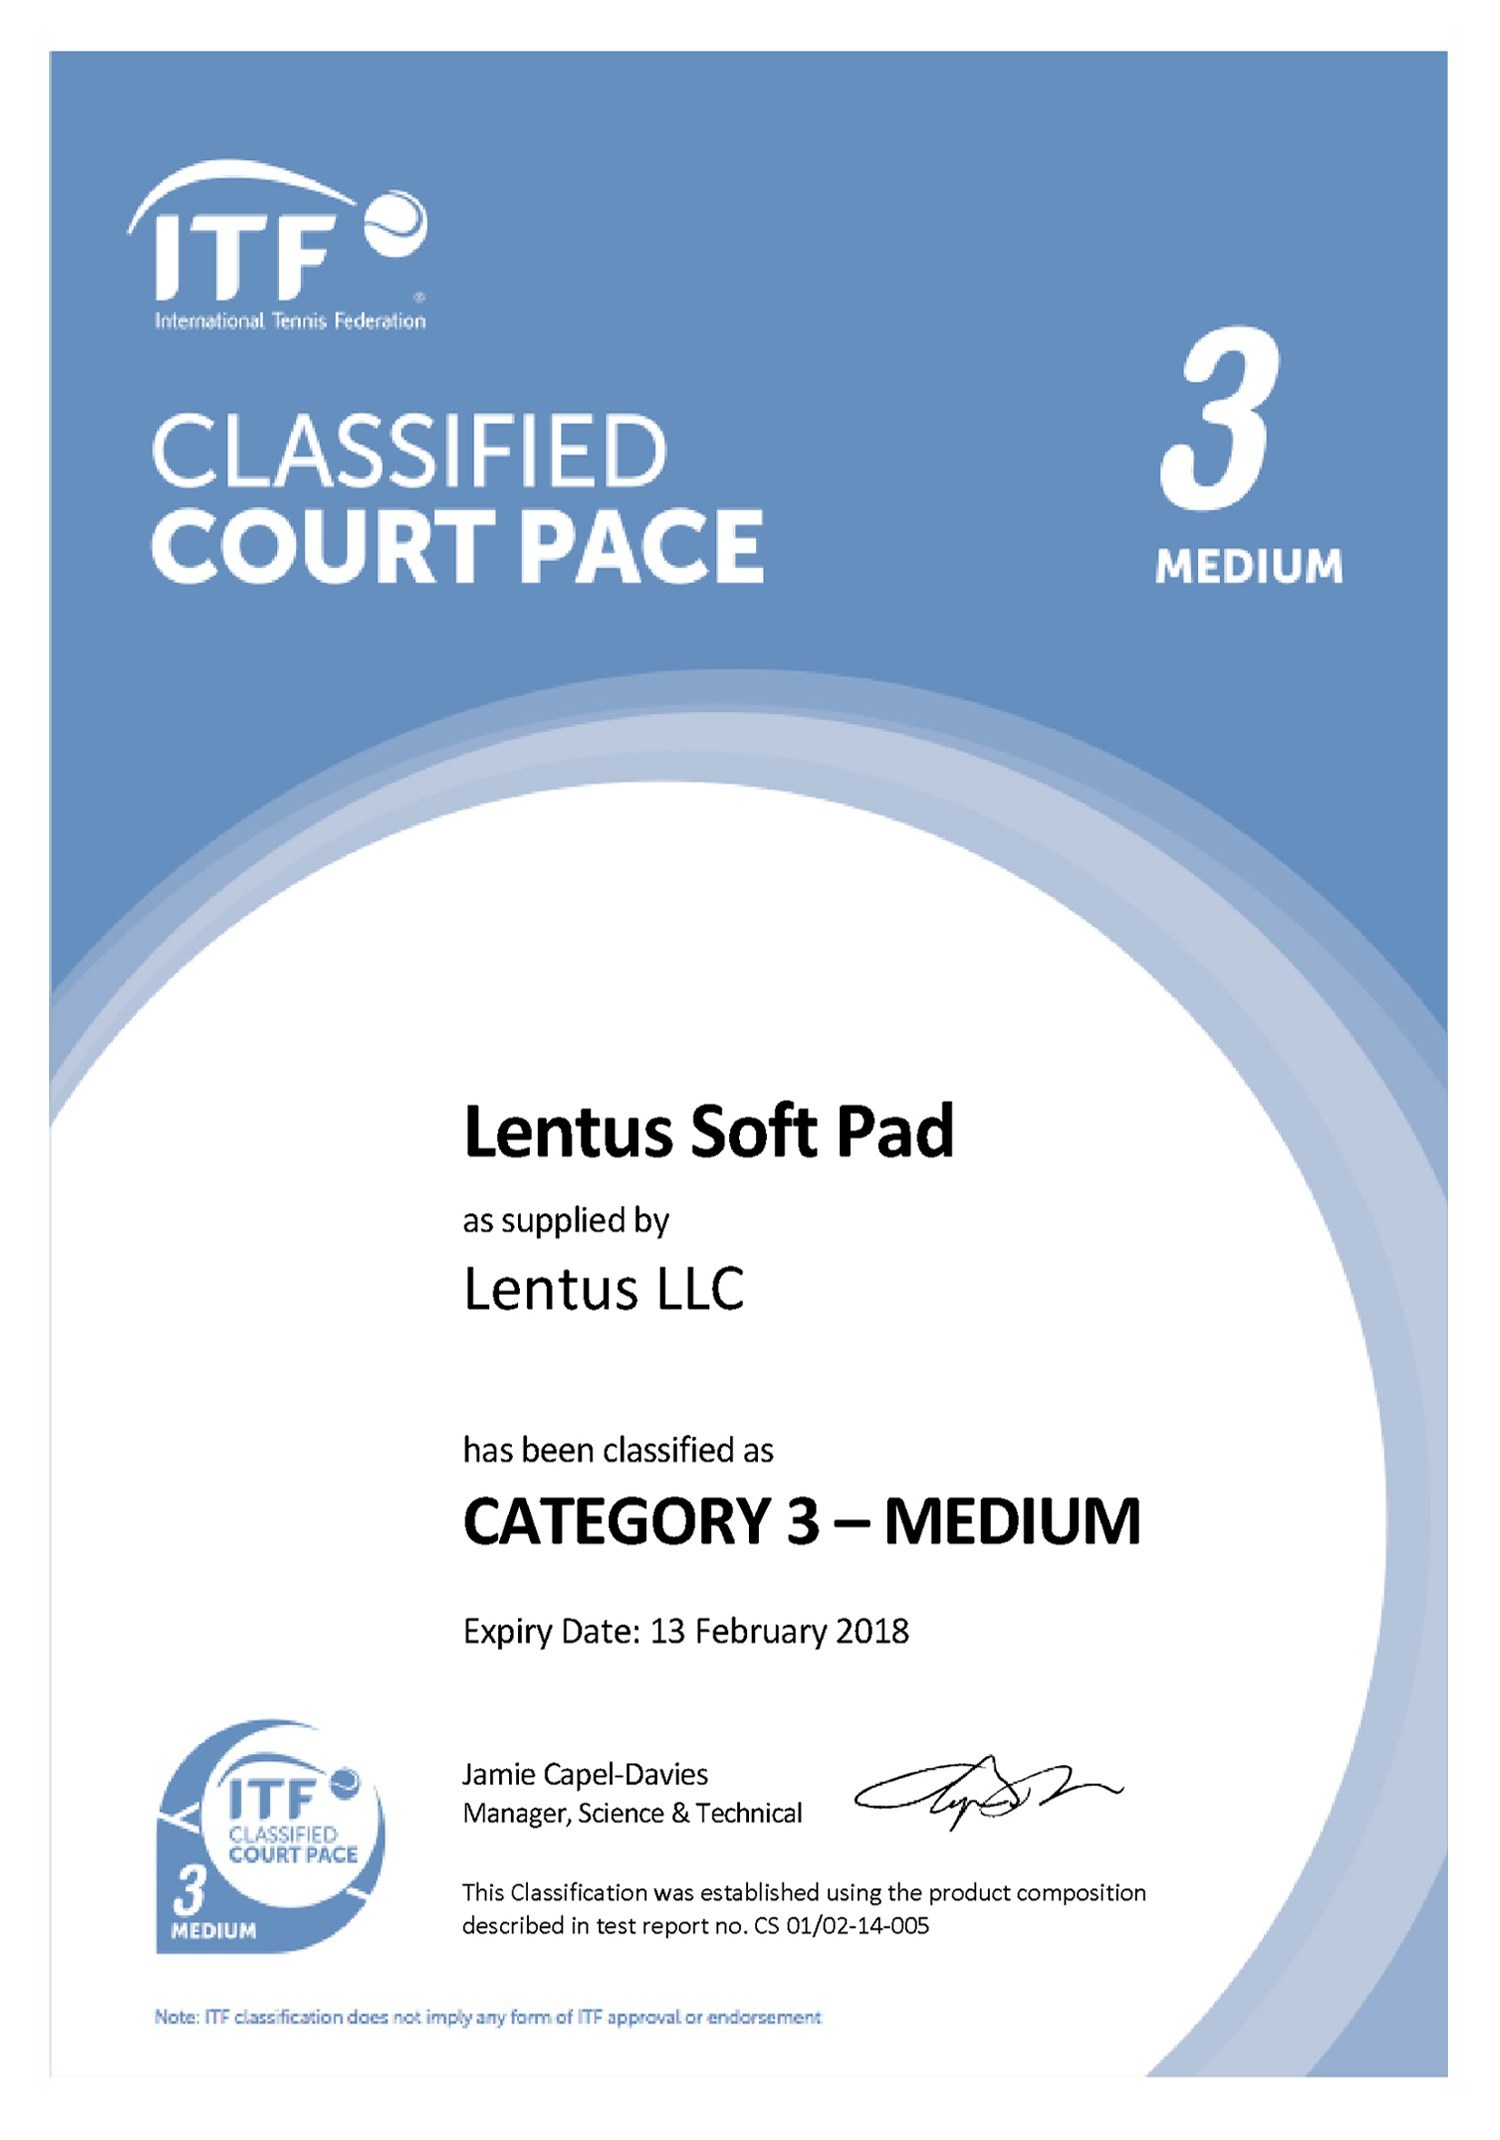 ITF
®
International Tennis Federation
CLASSIFIED
COURT PACE
3
MEDIUM
Lentus Soft Pad
as supplied by
Lentus LLC
has been classified as
CATEGORY 3 – MEDIUM
Expiry Date: 13 February 2018
Jamie Capel-Davies
Manager, Science & Technical
This Classification was established using the product composition
described in test report no. CS 01/02-14-005
ITF
CLASSIFIED
COURT PACE
3
MEDIUM
Note: ITF classification does not imply any form of ITF approval or endorsement